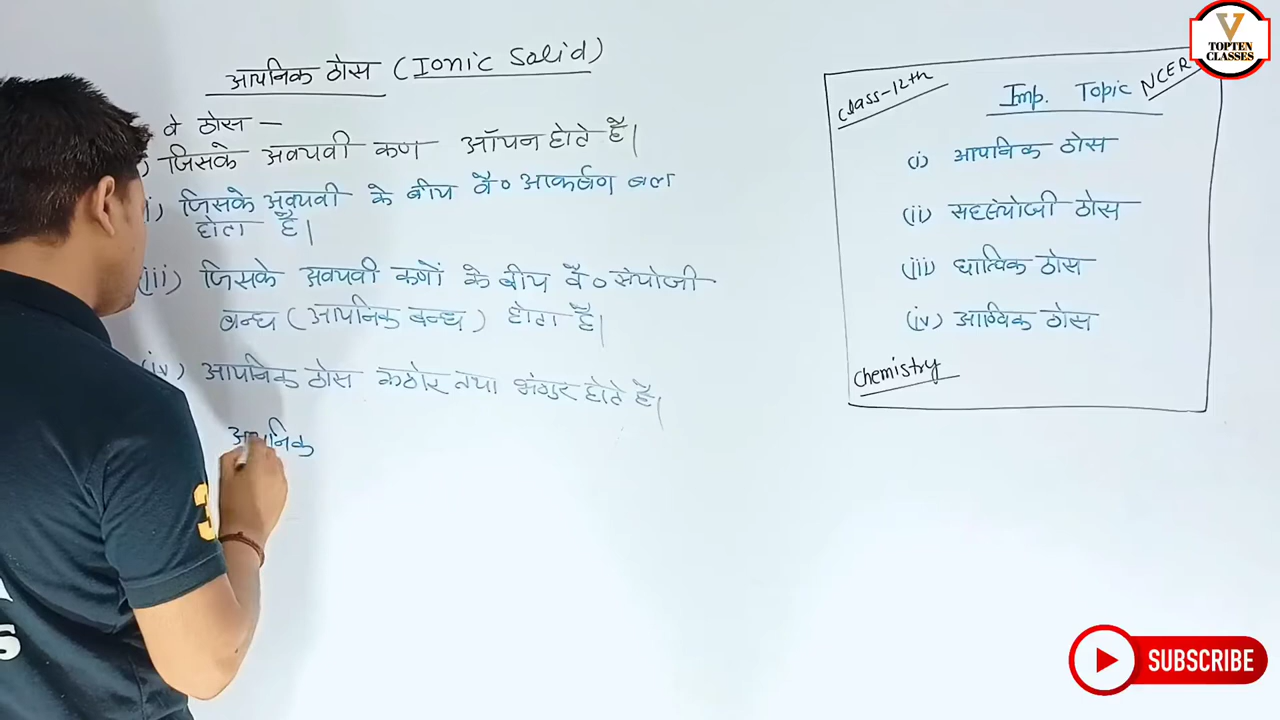 आयनिक ठोस (Ionic Solid)
वे ठोस —
) जिसके अवयवी कण ऑयन होते है।
i) जिसके अवयवी के बीच वै० आकर्षण बल
होता है।
(iii) जिसके अवयवी कणों के बीच वै० संयोजी
बन्ध (आयनिक बन्ध) होता है।
(iv) आयनिक ठोस कठोर तथा भंगुर होते है।
आयनिक
Class-12th
Imp. Topic NCER
(i) आयनिक ठोस
(ii) सहसंयोजी ठोस
(iii) धात्विक ठोस
(iv) आण्विक ठोस
Chemistry
V
TOPTEN
CLASSES
3
S
SUBSCRIBE